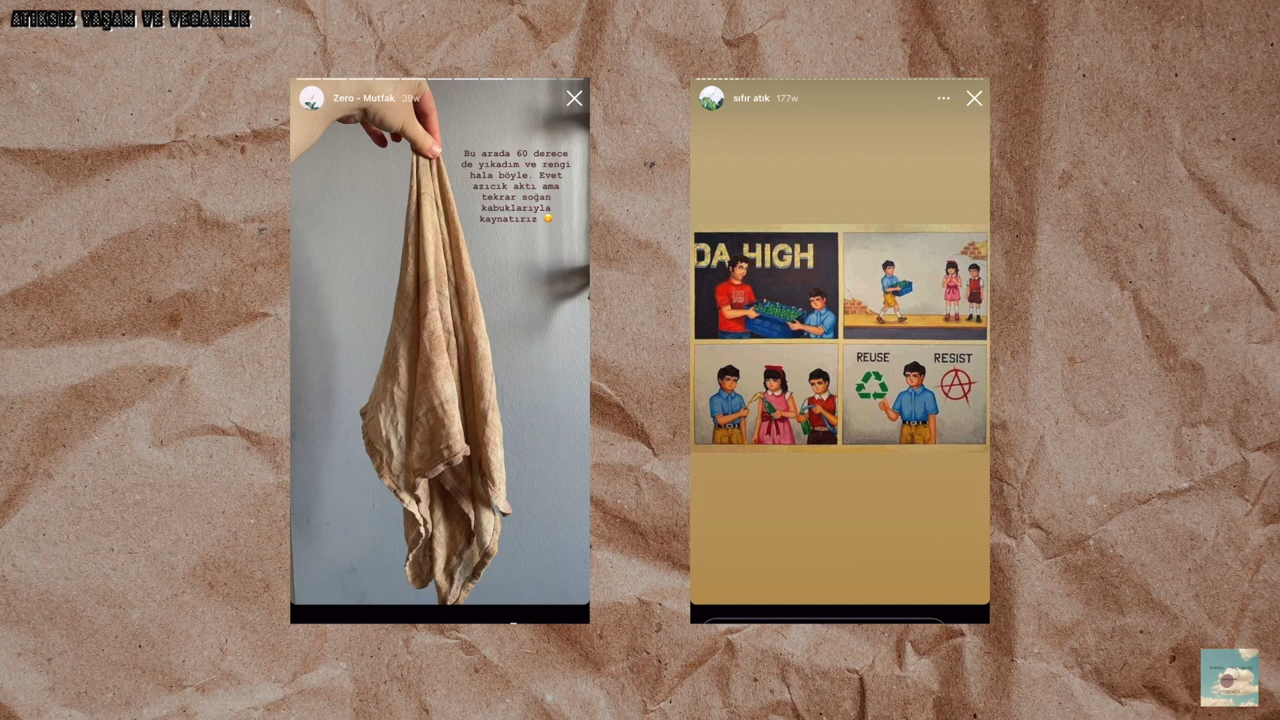 ATIKSIZ YAŞAM VE VEGANLIK
Zero - Mutfak 39w
Bu arada 60 derece
de yıkadım ve rengi
hala böyle. Evet
azıcık aktı ama
tekrar soğan
kabuklarıyla
kaynatırız 😋
sıfır atık 177w
DA HIGH
REUSE
RESIST
PODCAST